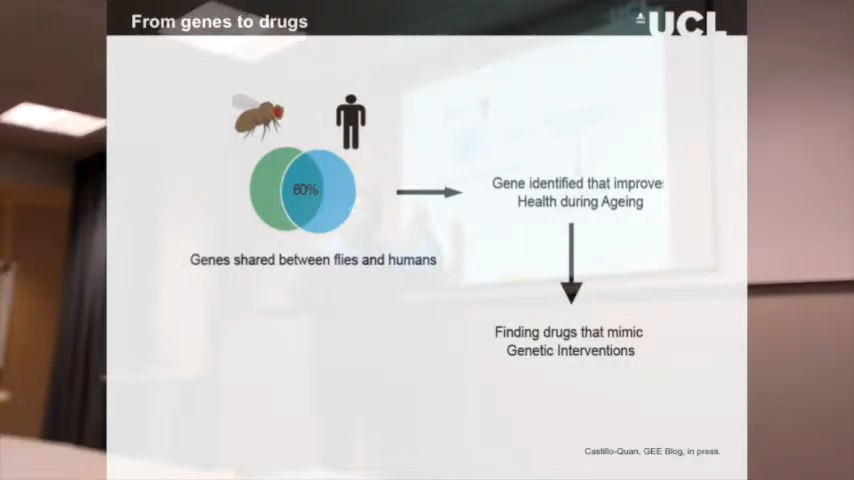 From genes to drugs
UCL
60%
Gene identified that improve
Health during Ageing
Genes shared between flies and humans
Finding drugs that mimic
Genetic Interventions
Castillo-Quan, GEE Blog, in press.